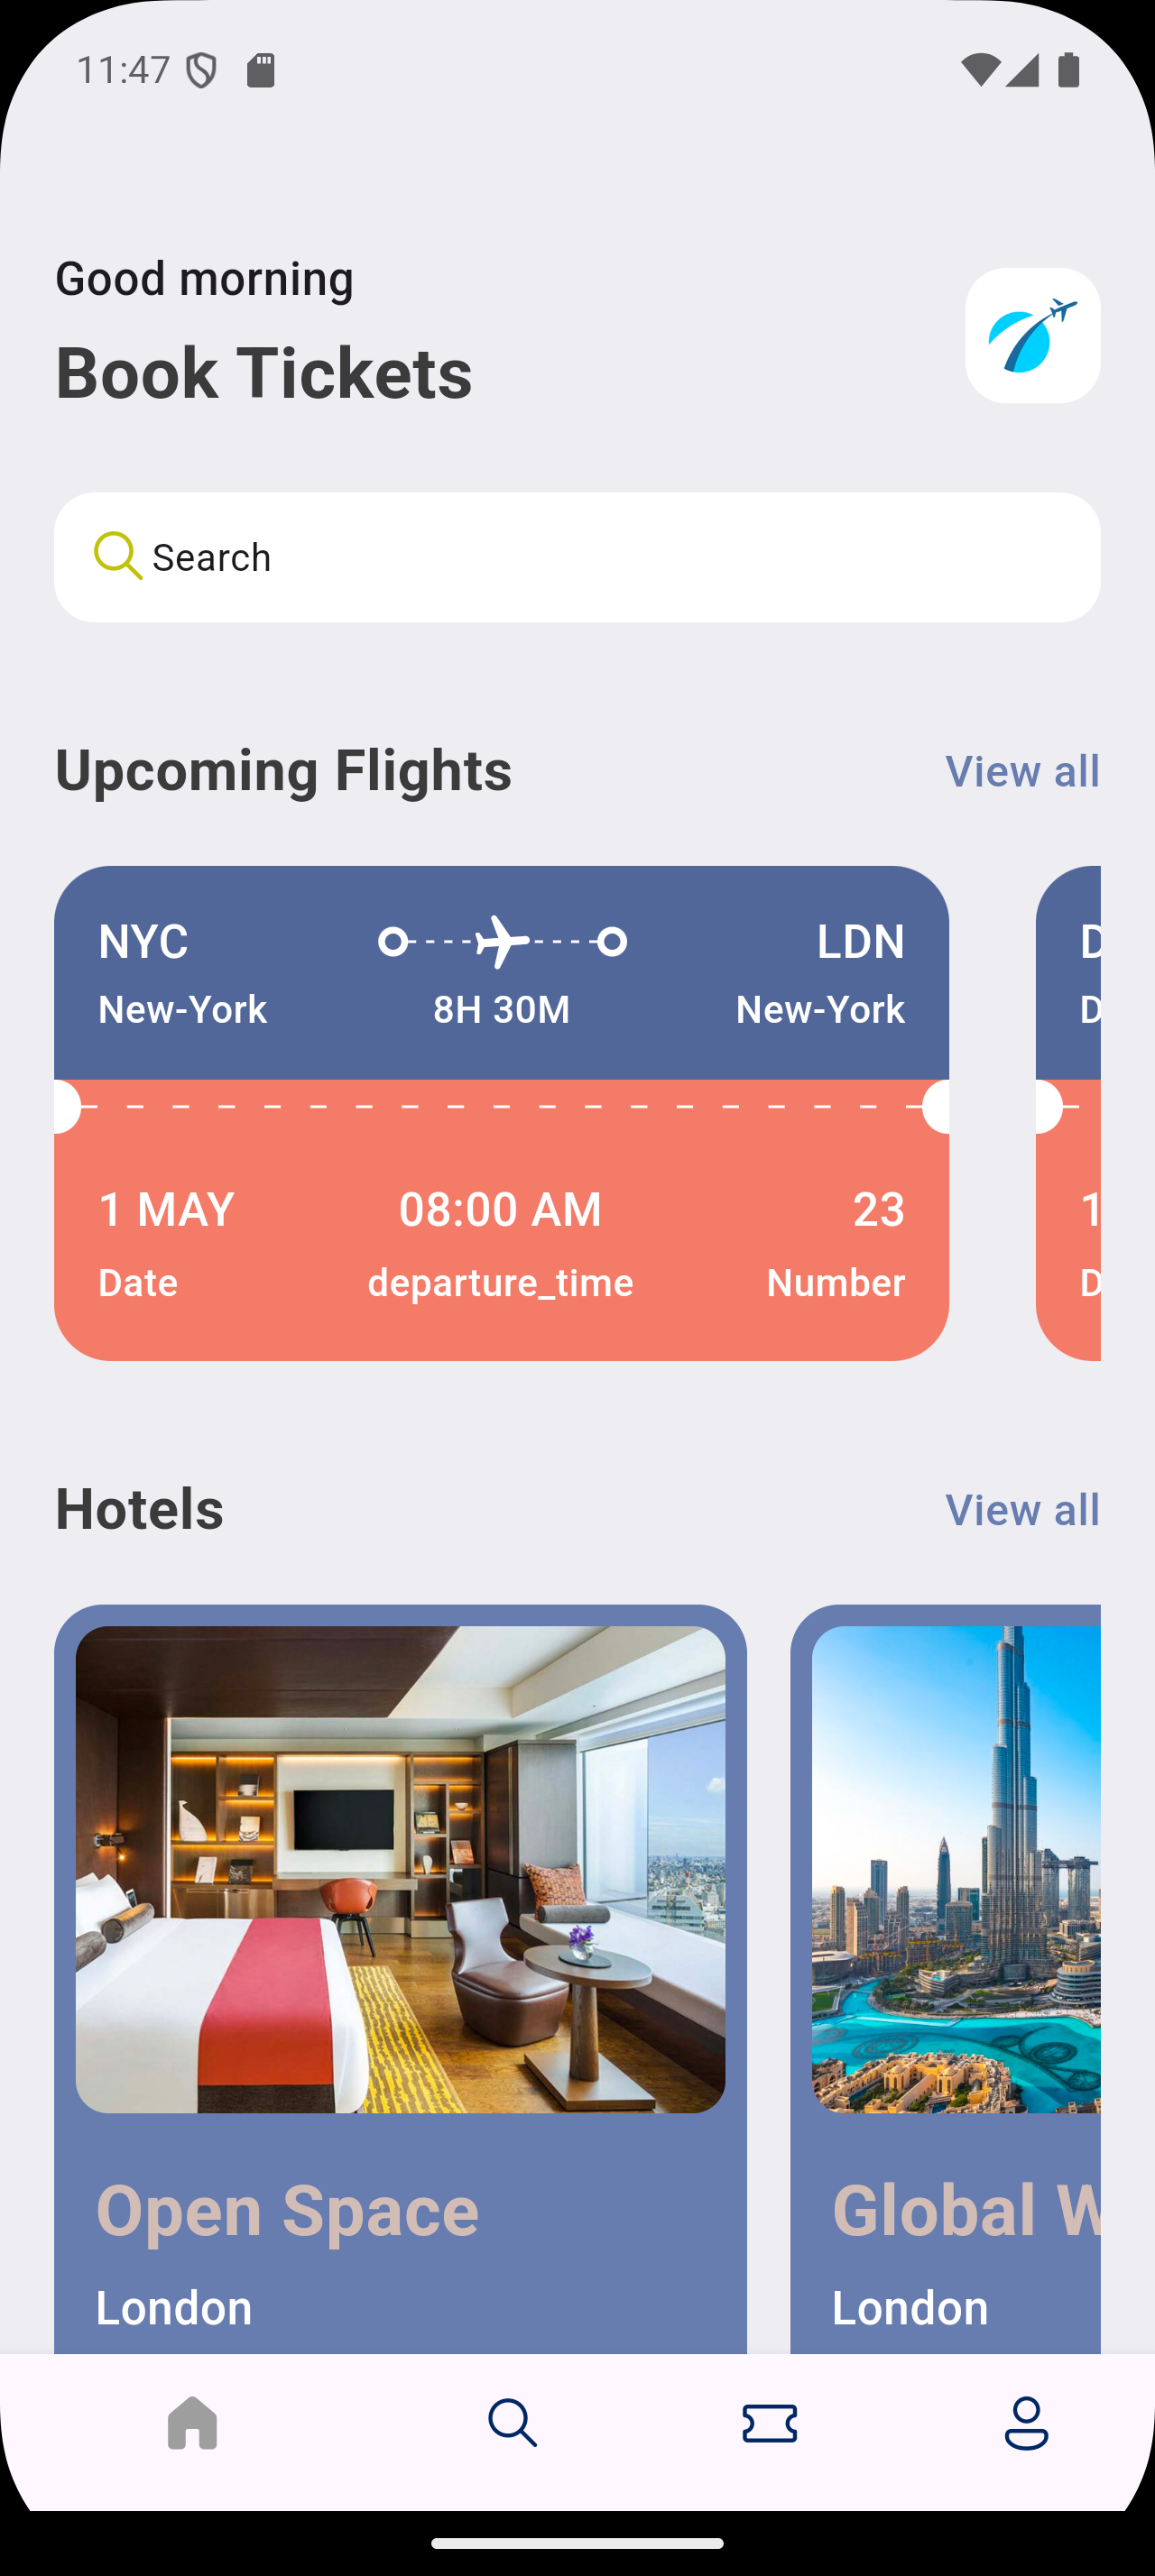 11:47
Good morning
Book Tickets
Search
Upcoming Flights View all
NYC LDN D
New-York 8H 30M New-York D
1 MAY 08:00 AM 23 1
Date departure_time Number D
Hotels View all
Open Space Global W
London London